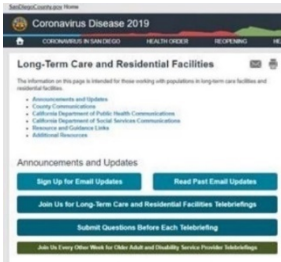 SanDiegoCounty.gov Home
Coronavirus Disease 2019
CORONAVIRUS IN SAN DIEGO HEALTH ORDER REOPENING
Long-Term Care and Residential Facilities
The information on this page is intended for those working with populations in long-term care facilities and
residential facilities.
Announcements and Updates
County Communications
California Department of Public Health Communications
California Department of Social Services Communications
Resource and Guidance Links
Additional Resources
Announcements and Updates
Sign Up for Email Updates Read Past Email Updates
Join Us for Long-Term Care and Residential Facilities Telebriefings
Submit Questions Before Each Telebriefing
Join Us Every Other Week for Older Adult and Disability Service Provider Telebriefings